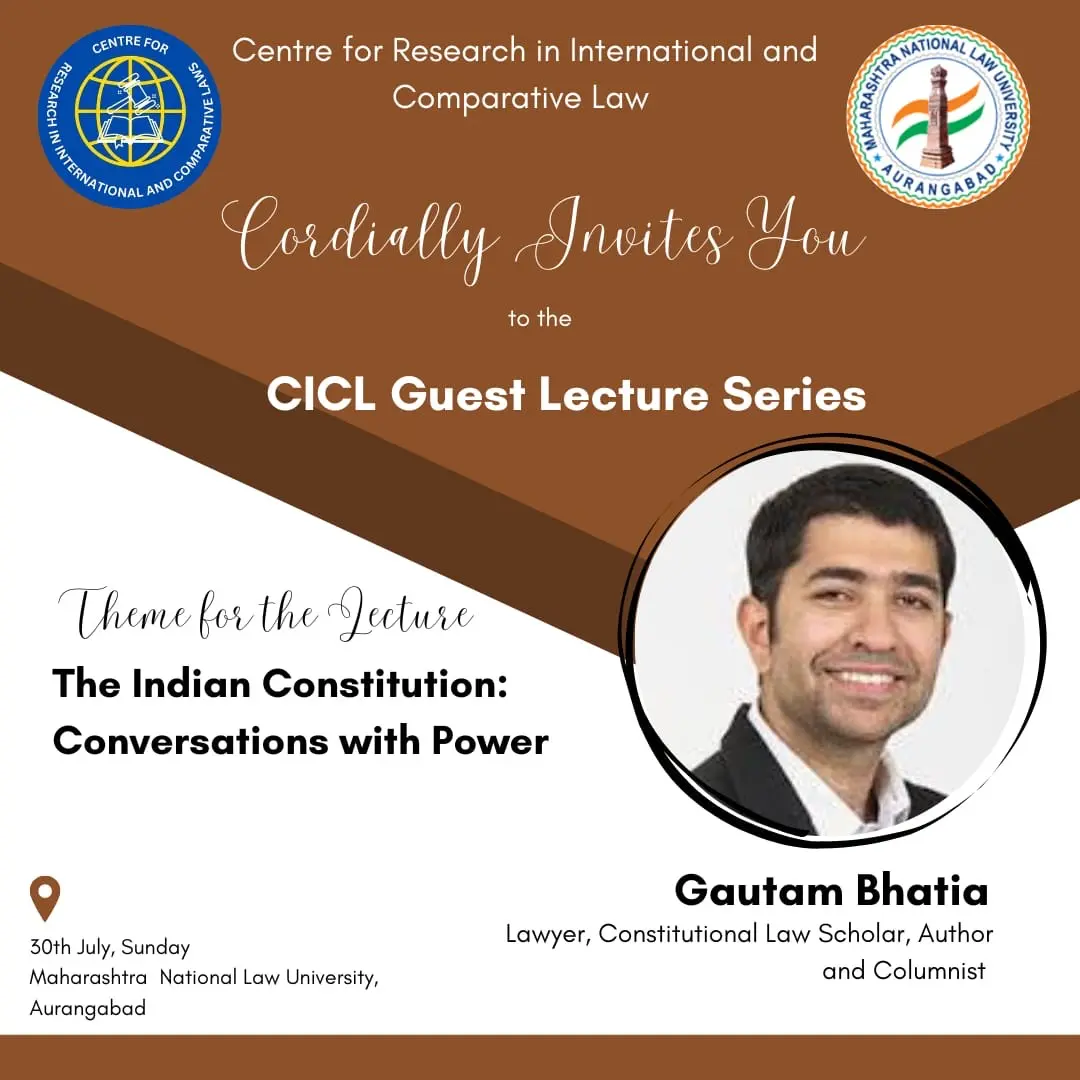 CENTRE FOR
RESEARCH IN INTERNATIONAL AND COMPARATIVE LAWS
Centre for Research in International and
Comparative Law
MAHARASHTRA NATIONAL LAW UNIVERSITY
AURANGABAD
Cordially Invites You
to the
CICL Guest Lecture Series
Theme for the Lecture
The Indian Constitution:
Conversations with Power
Gautam Bhatia
Lawyer, Constitutional Law Scholar, Author
and Columnist
30th July, Sunday
Maharashtra National Law University,
Aurangabad